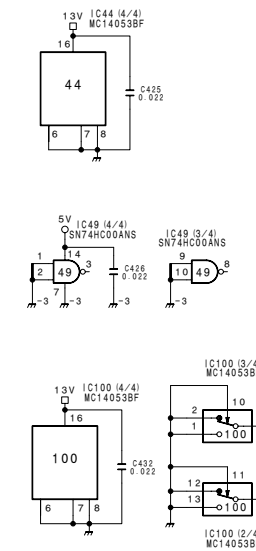 13V IC44 (4/4)
MC14053BF
16
44
C425
0.022
6 7 8
5V IC49 (4/4)
SN74HC00ANS
14
1
2
49
3
7
C426
0.022
-3 -3 -3
IC49 (3/4)
SN74HC00ANS
9
10
49
8
-3
13V IC100 (4/4)
MC14053BF
16
100
C432
0.022
6 7 8
IC100 (3/4
MC14053B
10
2
1
100
11
12
13
100
IC100 (2/4
MC14053B